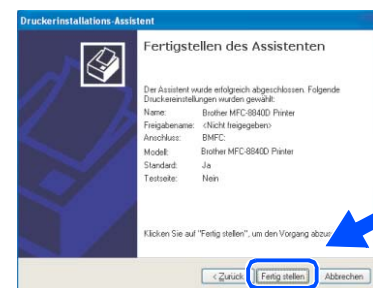 Druckerinstallations-Assistent
Fertigstellen des Assistenten
Der Assistent wurde erfolgreich abgeschlossen. Folgende
Druckereinstellungen wurden gewählt:
Name: Brother MFC-8840D Printer
Freigabename: <Nicht freigegeben>
Anschluss: BMFC:
Modell: Brother MFC-8840D Printer
Standard: Ja
Testseite: Nein
Klicken Sie auf "Fertig stellen", um den Vorgang
< Zurück Fertig stellen Abbrechen